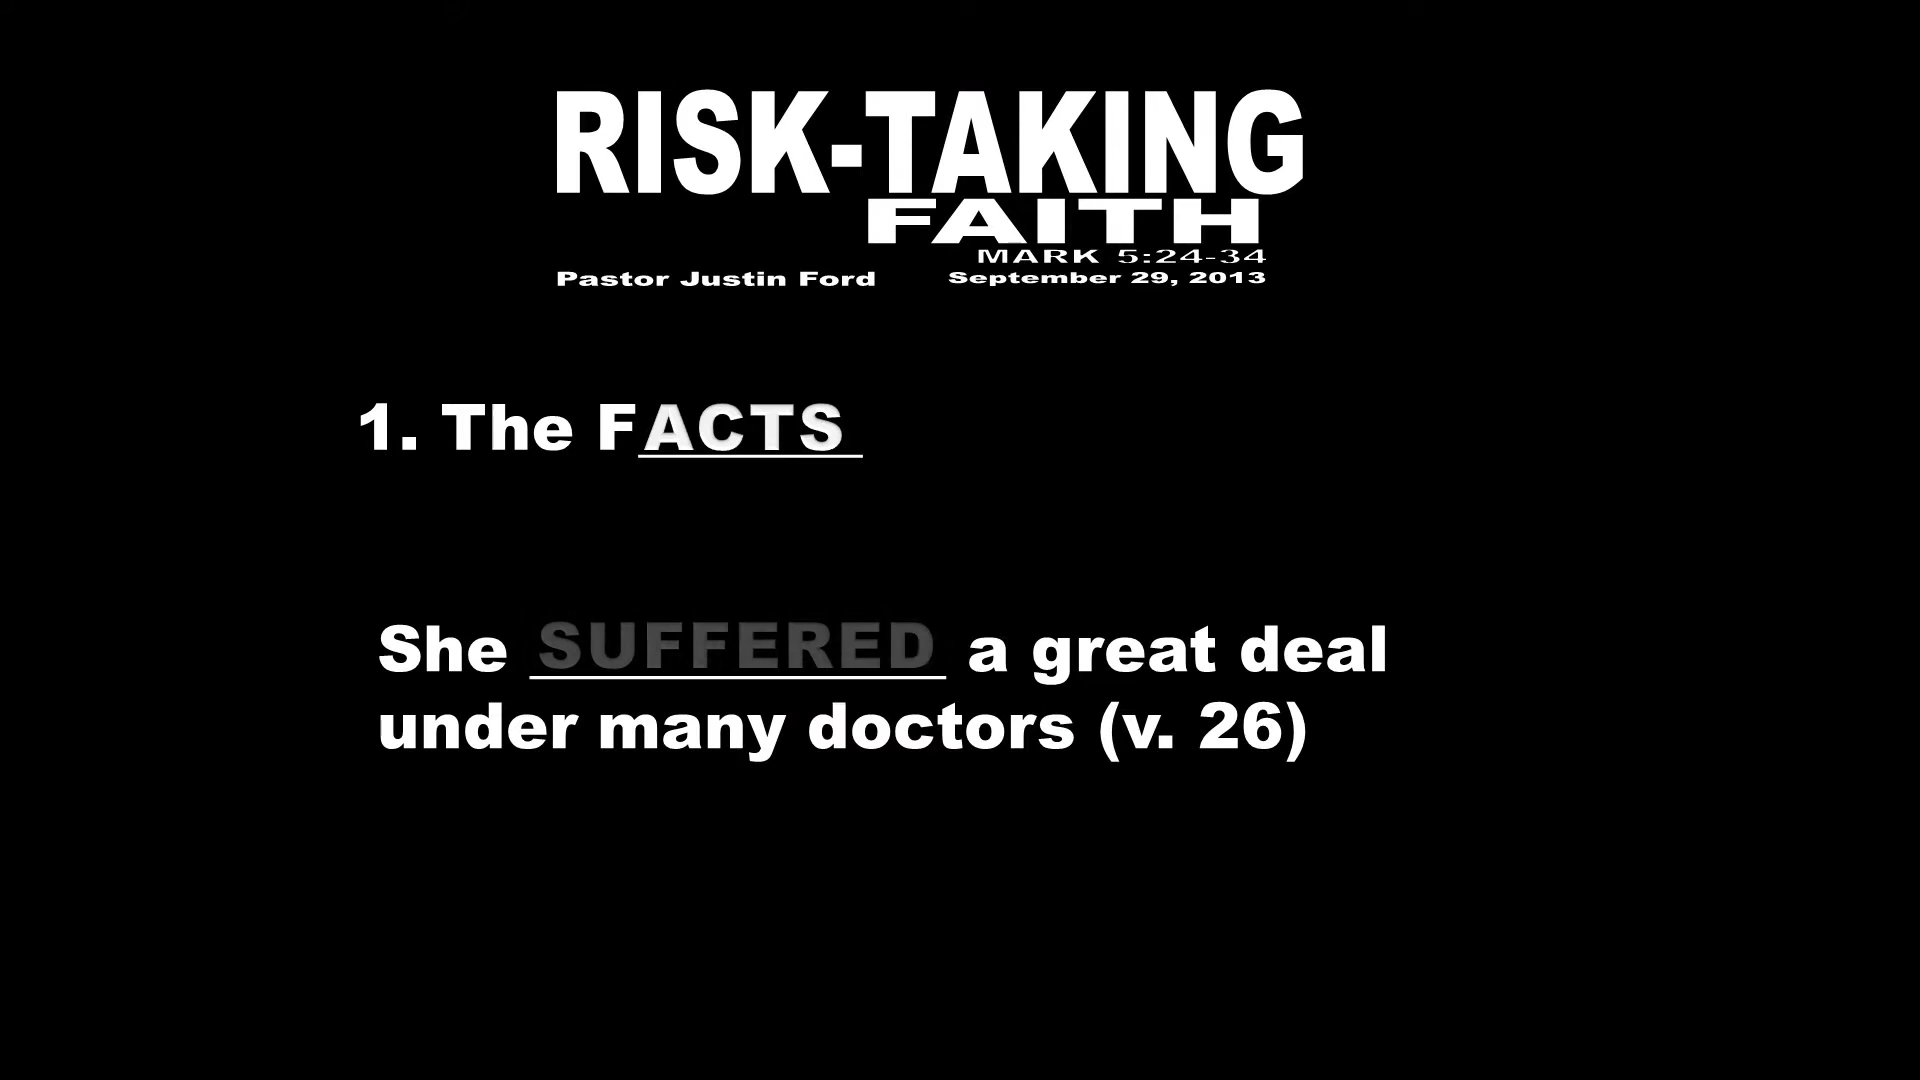 RISK-TAKING
FAITH
MARK 5:24-34
Pastor Justin Ford September 29, 2013
1. The FACTS
She SUFFERED a great deal
under many doctors (v. 26)